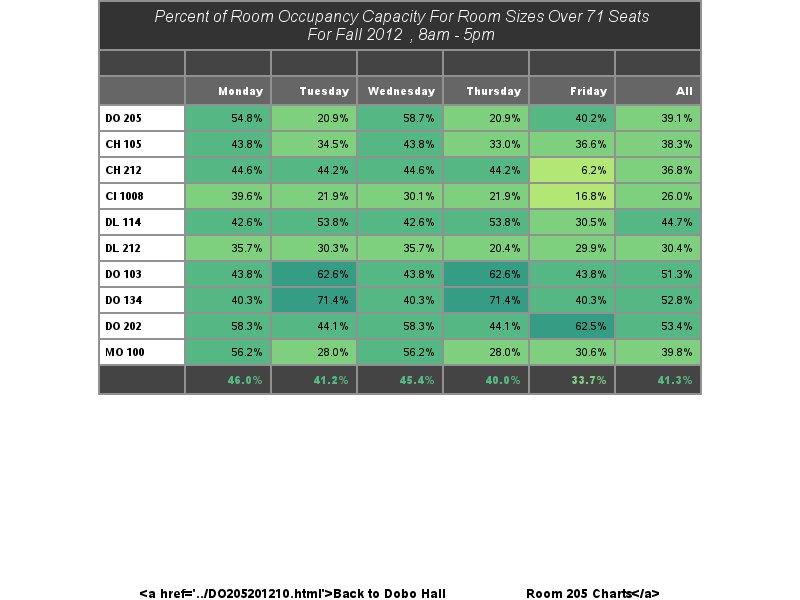 Percent of Room Occupancy Capacity For Room Sizes Over 71 Seats
For Fall 2012 , 8am - 5pm
Monday Tuesday Wednesday Thursday Friday All
DO 205 54.8% 20.9% 58.7% 20.9% 40.2% 39.1%
CH 105 43.8% 34.5% 43.8% 33.0% 36.6% 38.3%
CH 212 44.6% 44.2% 44.6% 44.2% 6.2% 36.8%
CI 1008 39.6% 21.9% 30.1% 21.9% 16.8% 26.0%
DL 114 42.6% 53.8% 42.6% 53.8% 30.5% 44.7%
DL 212 35.7% 30.3% 35.7% 20.4% 29.9% 30.4%
DO 103 43.8% 62.6% 43.8% 62.6% 43.8% 51.3%
DO 134 40.3% 71.4% 40.3% 71.4% 40.3% 52.8%
DO 202 58.3% 44.1% 58.3% 44.1% 62.5% 53.4%
MO 100 56.2% 28.0% 56.2% 28.0% 30.6% 39.8%
46.0% 41.2% 45.4% 40.0% 33.7% 41.3%
<a href='../DO205201210.html'>Back to Dobo Hall Room 205 Charts</a>